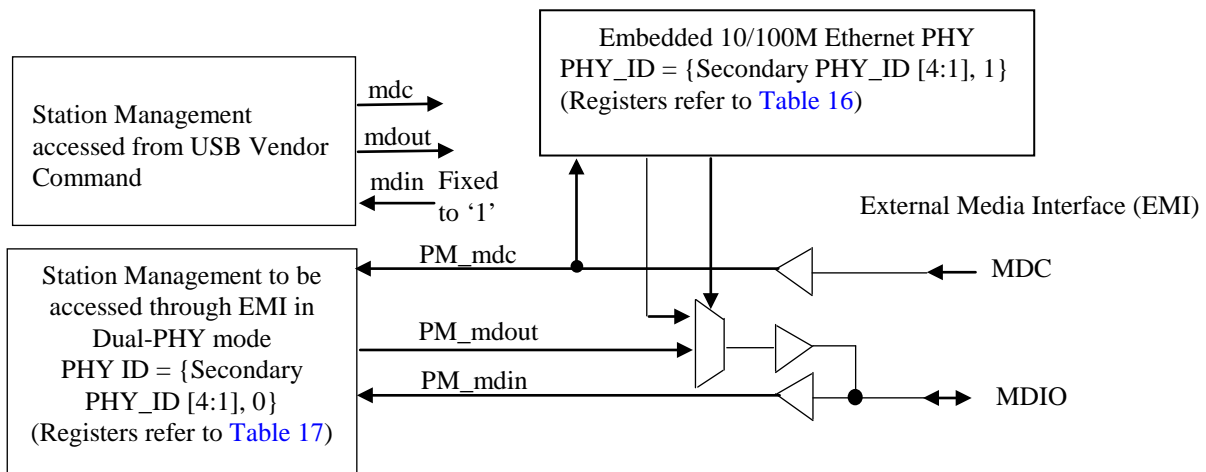 Embedded 10/100M Ethernet PHY
PHY_ID = {Secondary PHY_ID [4:1], 1}
(Registers refer to Table 16)
Station Management
accessed from USB Vendor
Command
mdc
mdout
mdin
Fixed
to ‘1’
External Media Interface (EMI)
Station Management to be
accessed through EMI in
Dual-PHY mode
PHY ID = {Secondary
PHY_ID [4:1], 0}
(Registers refer to Table 17)
PM_mdc
PM_mdout
PM_mdin
MDC
MDIO